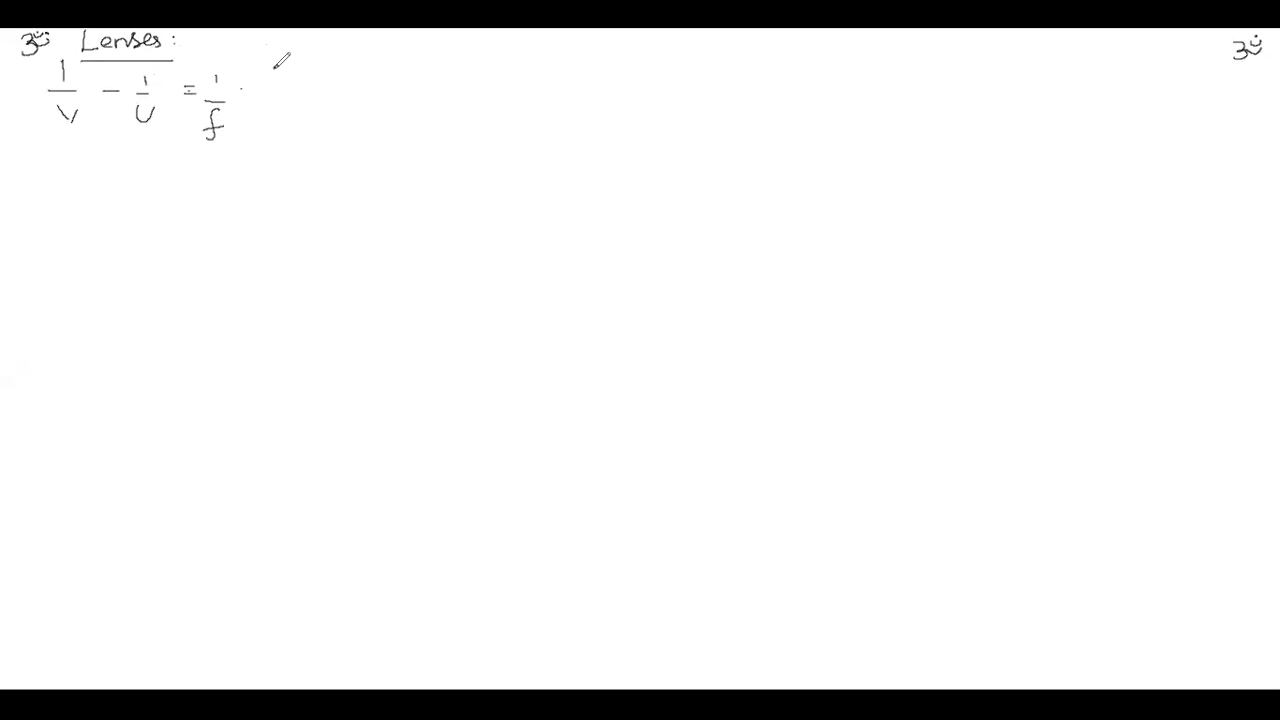 Lenses:
1/v - 1/u = 1/f